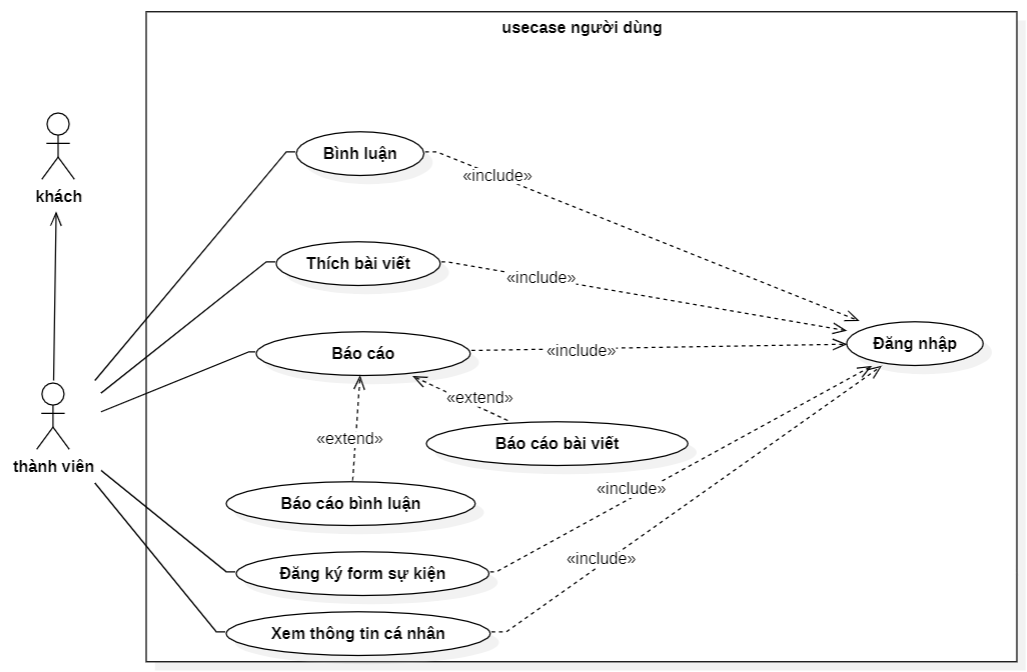 usecase người dùng
khách
Bình luận
«include»
Thích bài viết
«include»
Báo cáo
«include»
Đăng nhập
«extend»
«extend»
Báo cáo bài viết
thành viên
«include»
Báo cáo bình luận
«include»
Đăng ký form sự kiện
Xem thông tin cá nhân